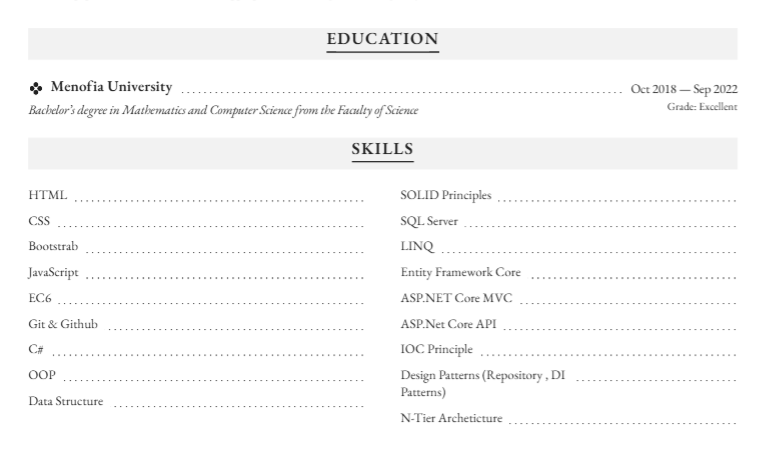 EDUCATION
Menofia University Oct 2018 — Sep 2022
Bachelor's degree in Mathematics and Computer Science from the Faculty of Science Grade: Excellent
SKILLS
HTML
CSS
Bootstrab
JavaScript
EC6
Git & Github
C#
OOP
Data Structure
SOLID Principles
SQL Server
LINQ
Entity Framework Core
ASP.NET Core MVC
ASP.Net Core API
IOC Principle
Design Patterns (Repository , DI
Patterns)
N-Tier Archeticture